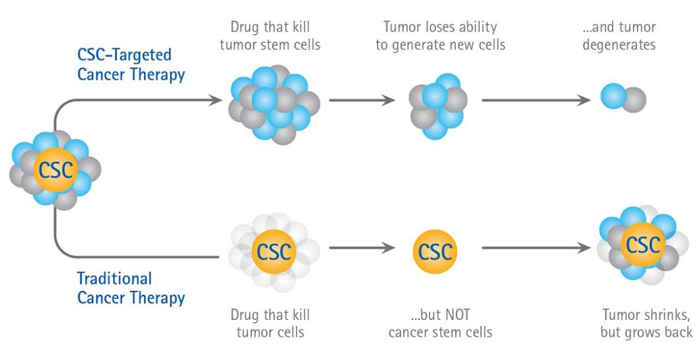 Drug that kill
tumor stem cells
Tumor loses ability
to generate new cells
...and tumor
degenerates
CSC-Targeted
Cancer Therapy
CSC
CSC
CSC
CSC
Traditional
Cancer Therapy
Drug that kill
tumor cells
...but NOT
cancer stem cells
Tumor shrinks,
but grows back